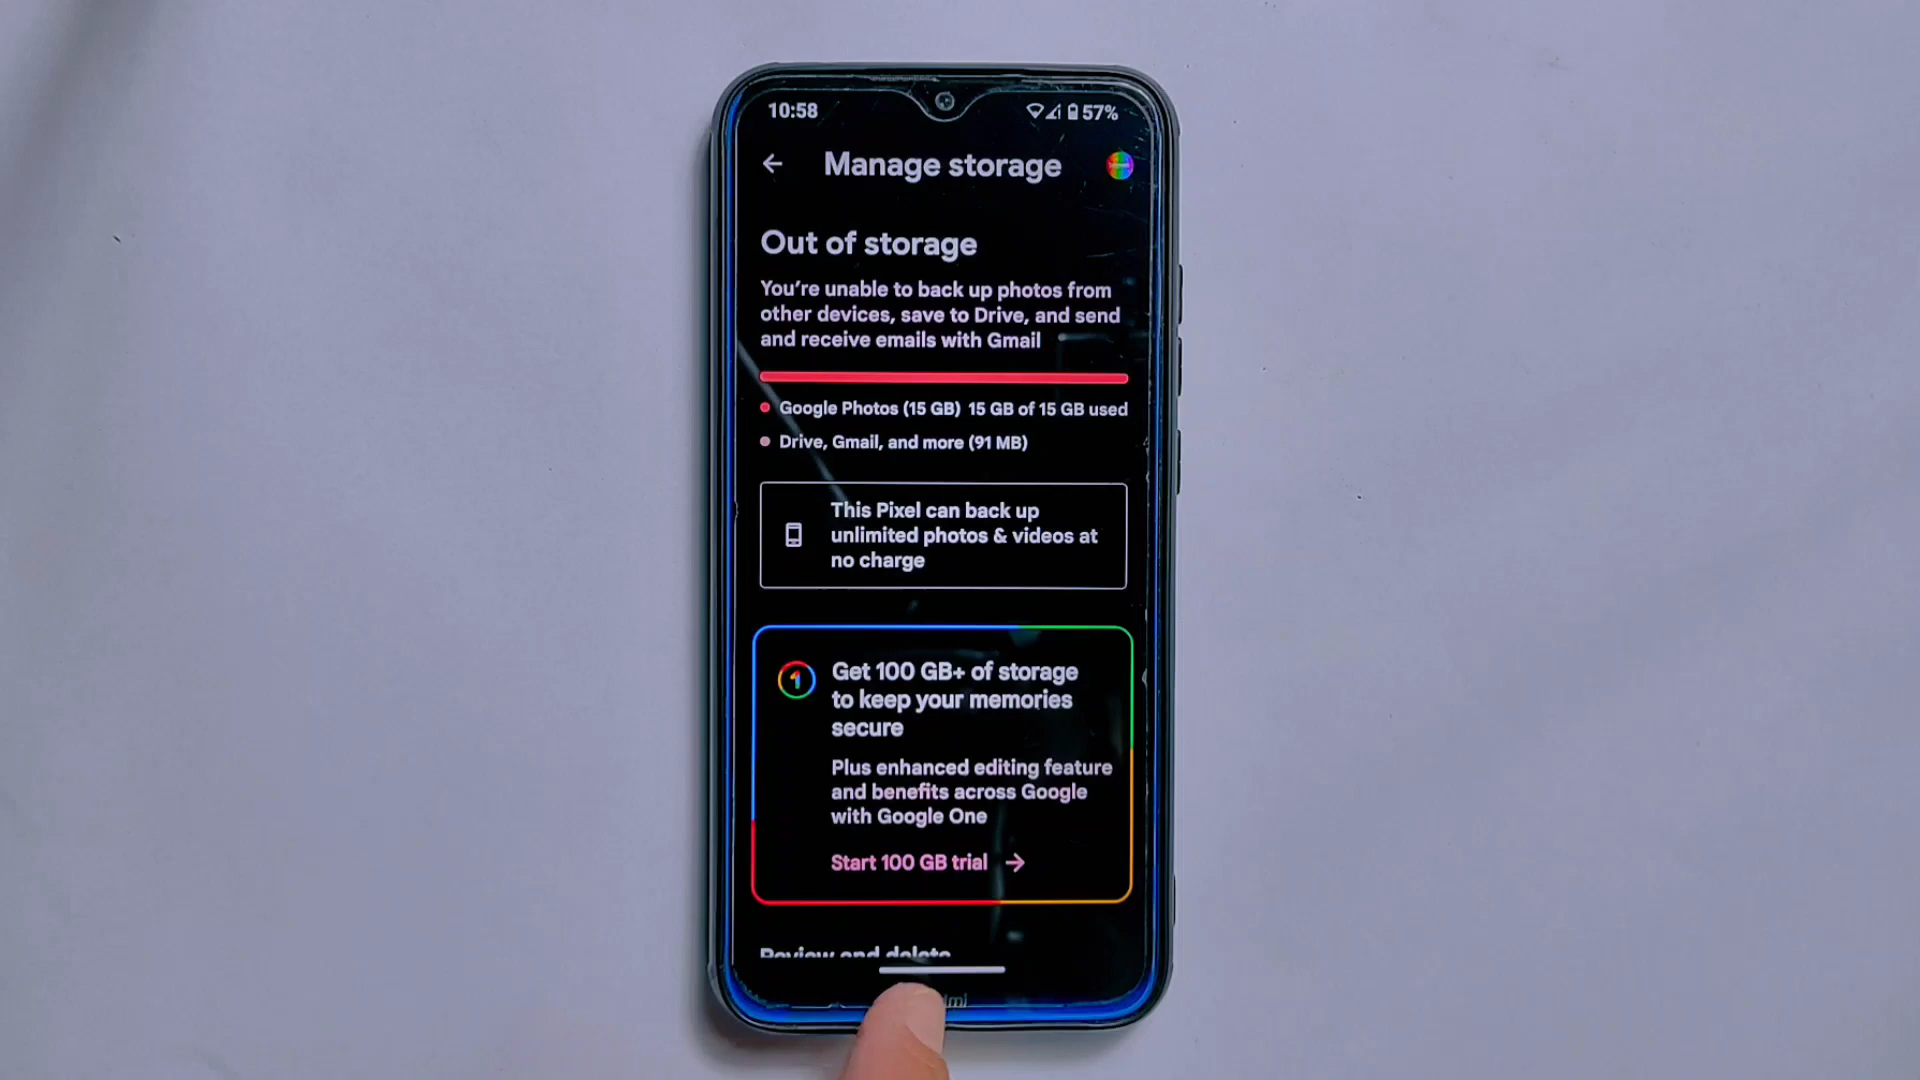 10:58
57%
Manage storage
Out of storage
You're unable to back up photos from
other devices, save to Drive, and send
and receive emails with Gmail
Google Photos (15 GB) 15 GB of 15 GB used
Drive, Gmail, and more (91 MB)
This Pixel can back up
unlimited photos & videos at
no charge
Get 100 GB+ of storage
to keep your memories
secure
Plus enhanced editing feature
and benefits across Google
with Google One
Start 100 GB trial
Review and delete